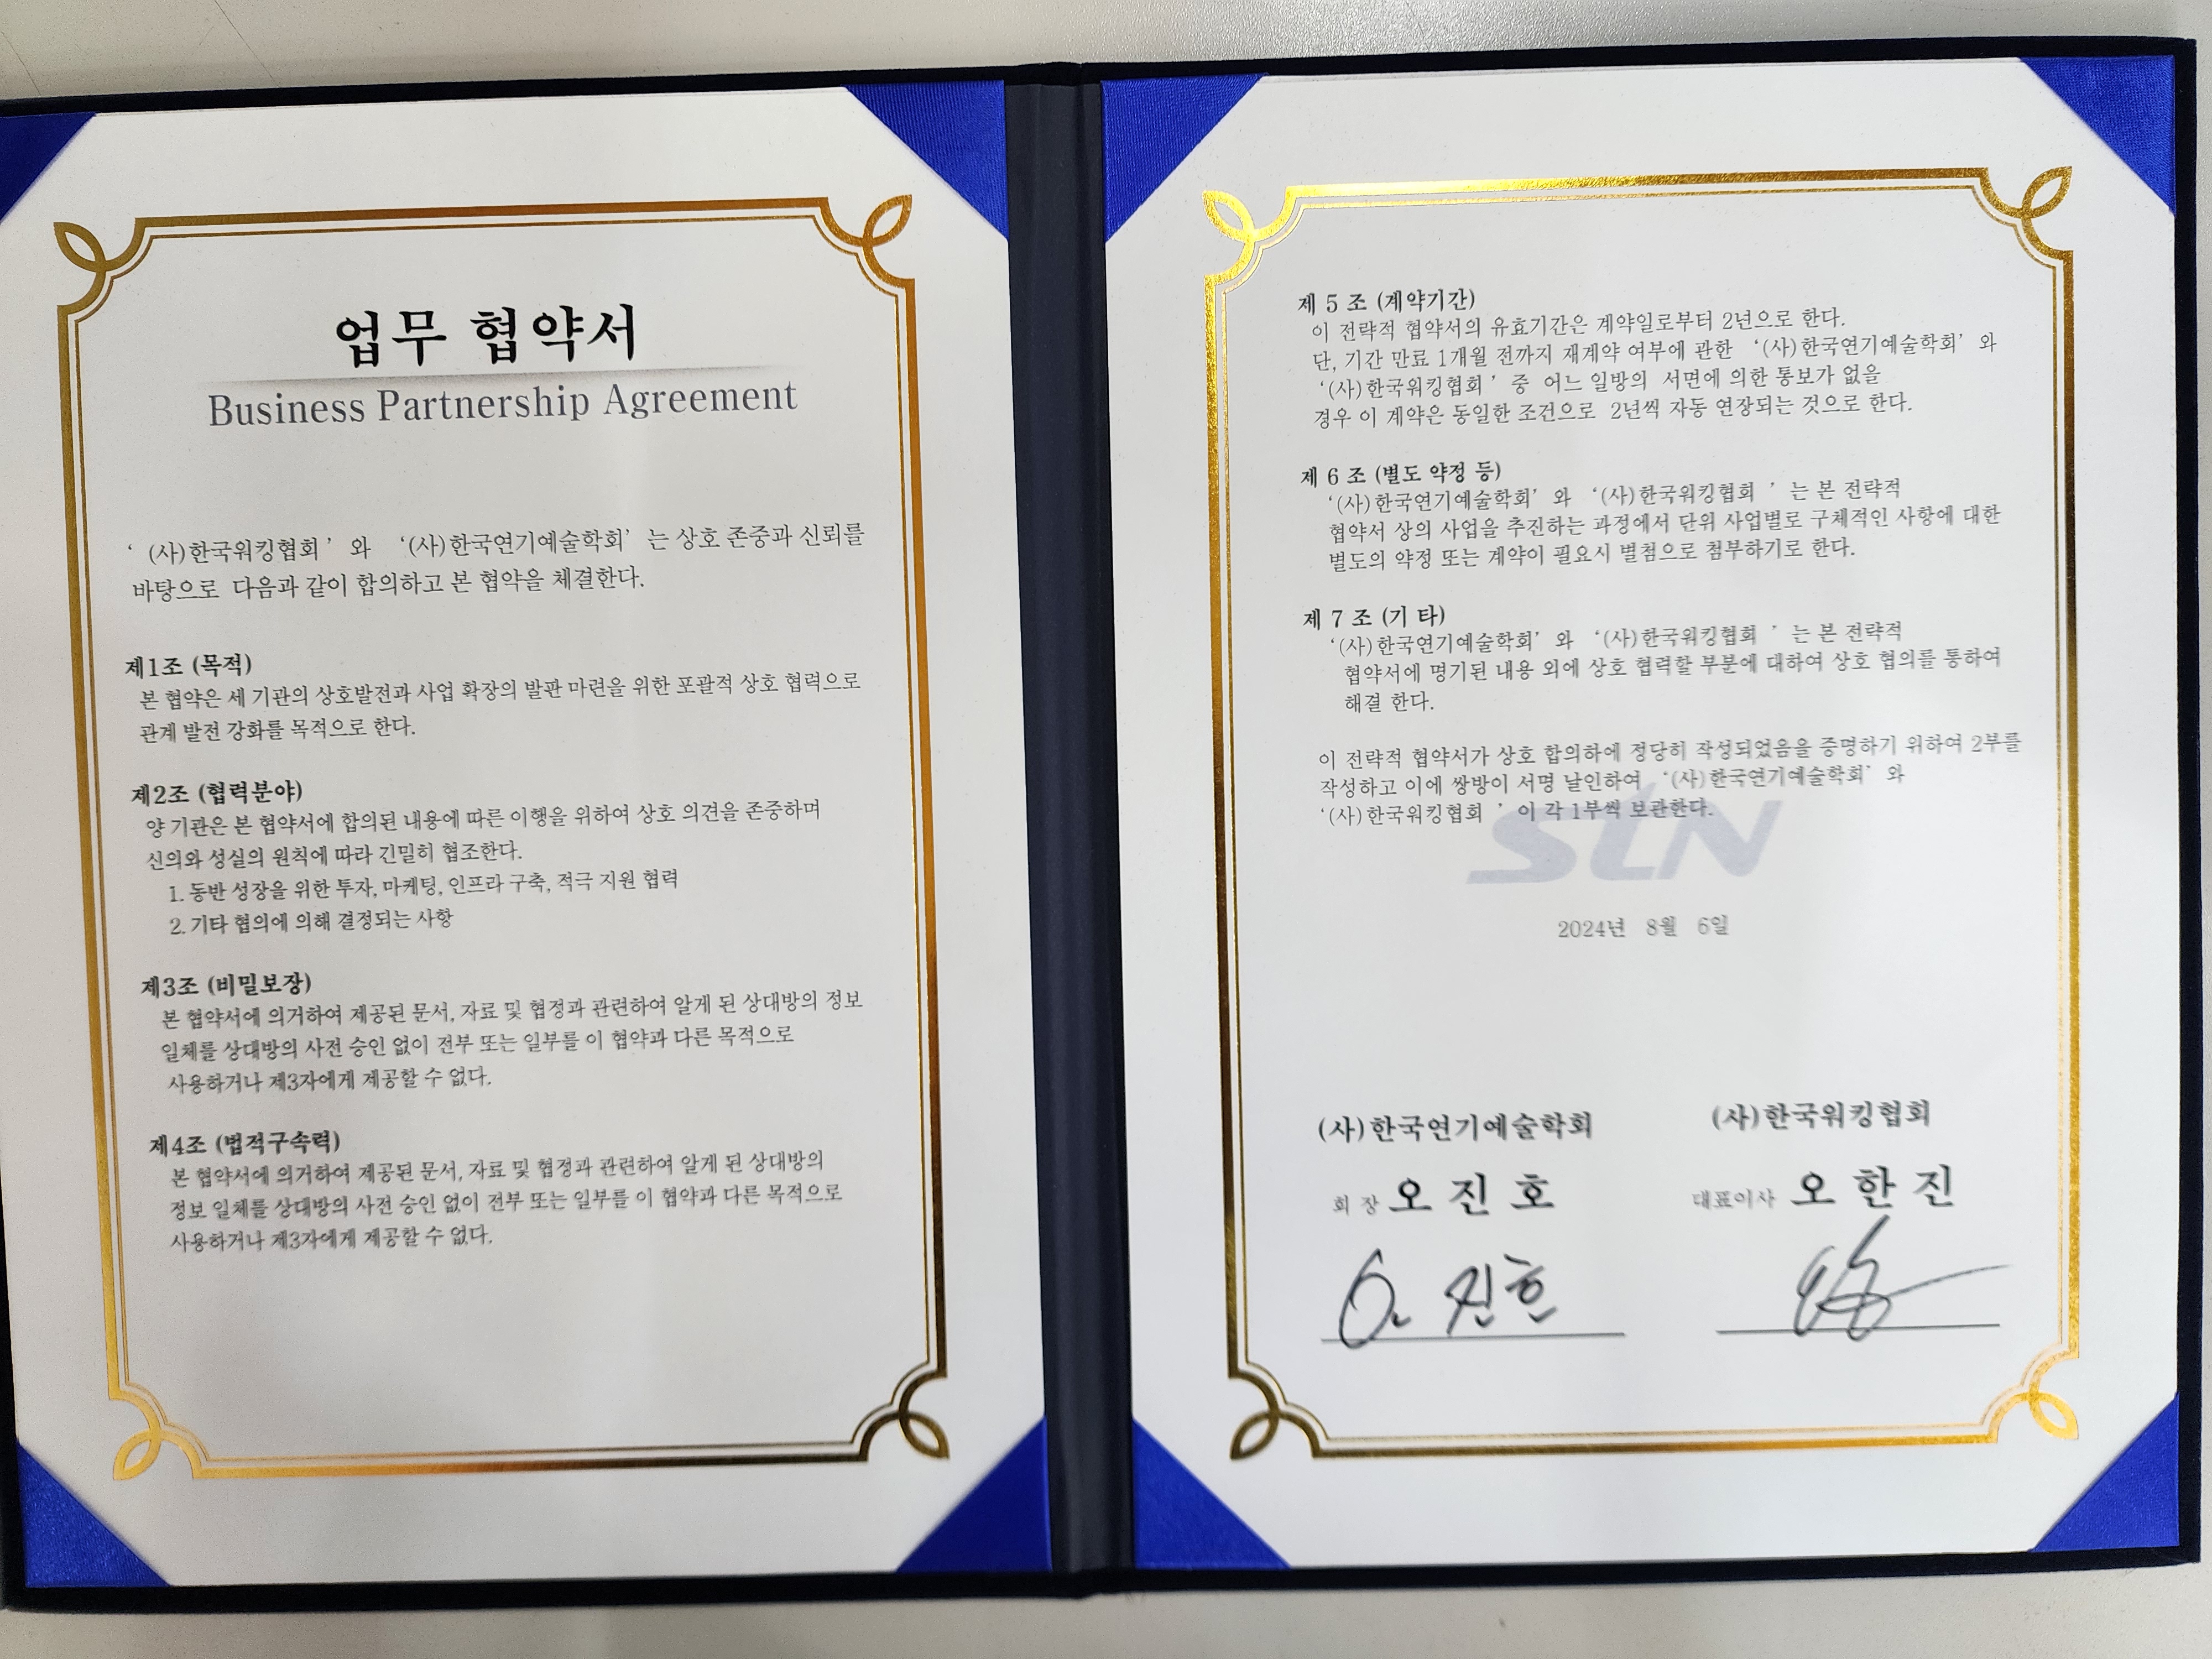 업무 협약서
Business Partnership Agreement
‘ (사)한국워킹협회 ’ 와 ‘(사)한국연기예술학회’ 는 상호 존중과 신뢰를
바탕으로 다음과 같이 합의하고 본 협약을 체결한다.
제1조 (목적)
본 협약은 세 기관의 상호발전과 사업 확장의 발판 마련을 위한 포괄적 상호 협력으로
관계 발전 강화를 목적으로 한다.
제2조 (협력분야)
양 기관은 본 협약서에 합의된 내용에 따른 이행을 위하여 상호 의견을 존중하며
신의와 성실의 원칙에 따라 긴밀히 협조한다.
1. 동반 성장을 위한 투자, 마케팅, 인프라 구축, 적극 지원 협력
2. 기타 협의에 의해 결정되는 사항
제3조 (비밀보장)
본 협약서에 의거하여 제공된 문서, 자료 및 협정과 관련하여 알게 된 상대방의 정보
일체를 상대방의 사전 승인 없이 전부 또는 일부를 이 협약과 다른 목적으로
사용하거나 제3자에게 제공할 수 없다.
제4조 (법적구속력)
본 협약서에 의거하여 제공된 문서, 자료 및 협정과 관련하여 알게 된 상대방의
정보 일체를 상대방의 사전 승인 없이 전부 또는 일부를 이 협약과 다른 목적으로
사용하거나 제3자에게 제공할 수 없다.
제 5 조 (계약기간)
이 전략적 협약서의 유효기간은 계약일로부터 2년으로 한다.
단, 기간 만료 1개월 전까지 재계약 여부에 관한 ‘(사)한국연기예술학회’ 와
‘(사)한국워킹협회 ’ 중 어느 일방의 서면에 의한 통보가 없을
경우 이 계약은 동일한 조건으로 2년씩 자동 연장되는 것으로 한다.
제 6 조 (별도 약정 등)
‘(사)한국연기예술학회’ 와 ‘(사)한국워킹협회 ’ 는 본 전략적
협약서 상의 사업을 추진하는 과정에서 단위 사업별로 구체적인 사항에 대한
별도의 약정 또는 계약이 필요시 별첨으로 첨부하기로 한다.
제 7 조 (기 타)
‘(사)한국연기예술학회’ 와 ‘(사)한국워킹협회 ’ 는 본 전략적
협약서에 명기된 내용 외에 상호 협력할 부분에 대하여 상호 협의를 통하여
해결 한다.
이 전략적 협약서가 상호 합의하에 정당히 작성되었음을 증명하기 위하여 2부를
작성하고 이에 쌍방이 서명 날인하여 ‘(사)한국연기예술학회’ 와
‘(사)한국워킹협회 ’ 이 각 1부씩 보관한다.
STN
2024년 8월 6일
(사)한국연기예술학회 (사)한국워킹협회
회 장 오 진 호 대표이사 오 한 진
오 진호